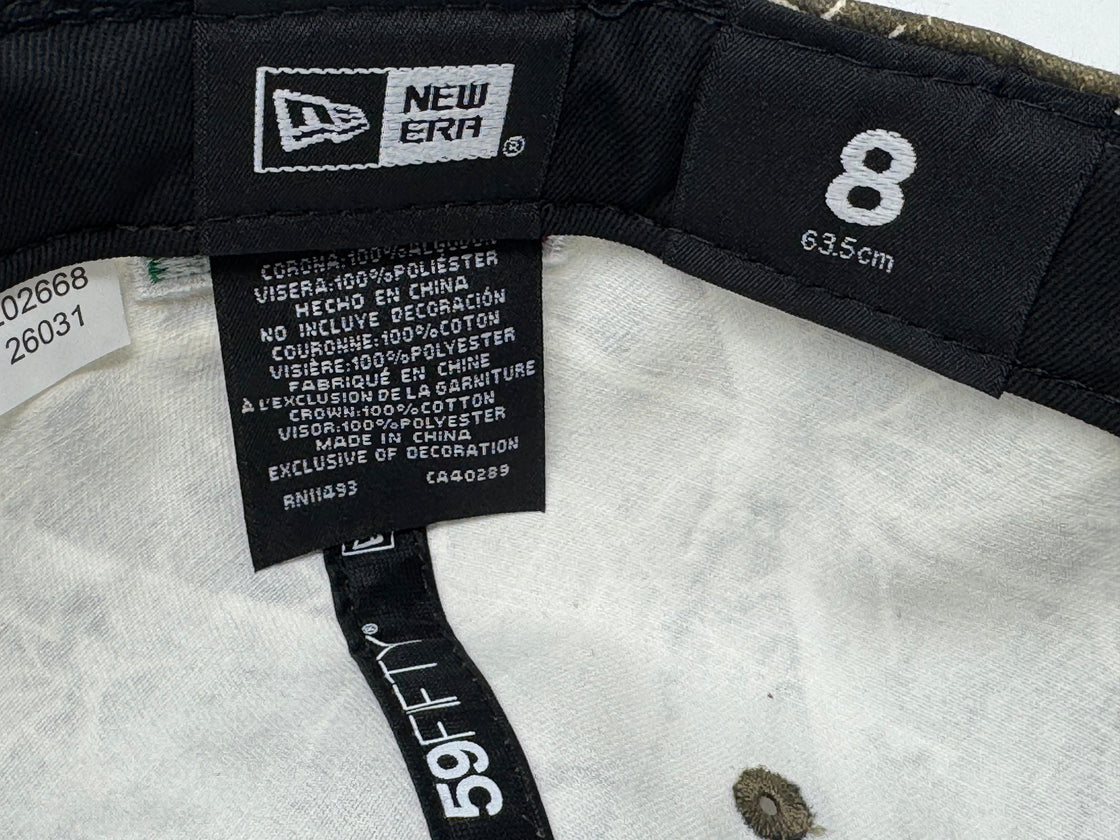 NEW
ERA
®
8
63.5cm
02668
26031
CORONA:100%ALGODÓN
VISERA:100%POLIÉSTER
HECHO EN CHINA
NO INCLUYE DECORACIÓN
COURONNE:100%COTON
VISIÈRE:100%POLYESTER
FABRIQUÉ EN CHINE
À L'EXCLUSION DE LA GARNITURE
CROWN:100%COTTON
VISOR:100%POLYESTER
MADE IN CHINA
EXCLUSIVE OF DECORATION
RN11493 CA40289
59FIFTY®